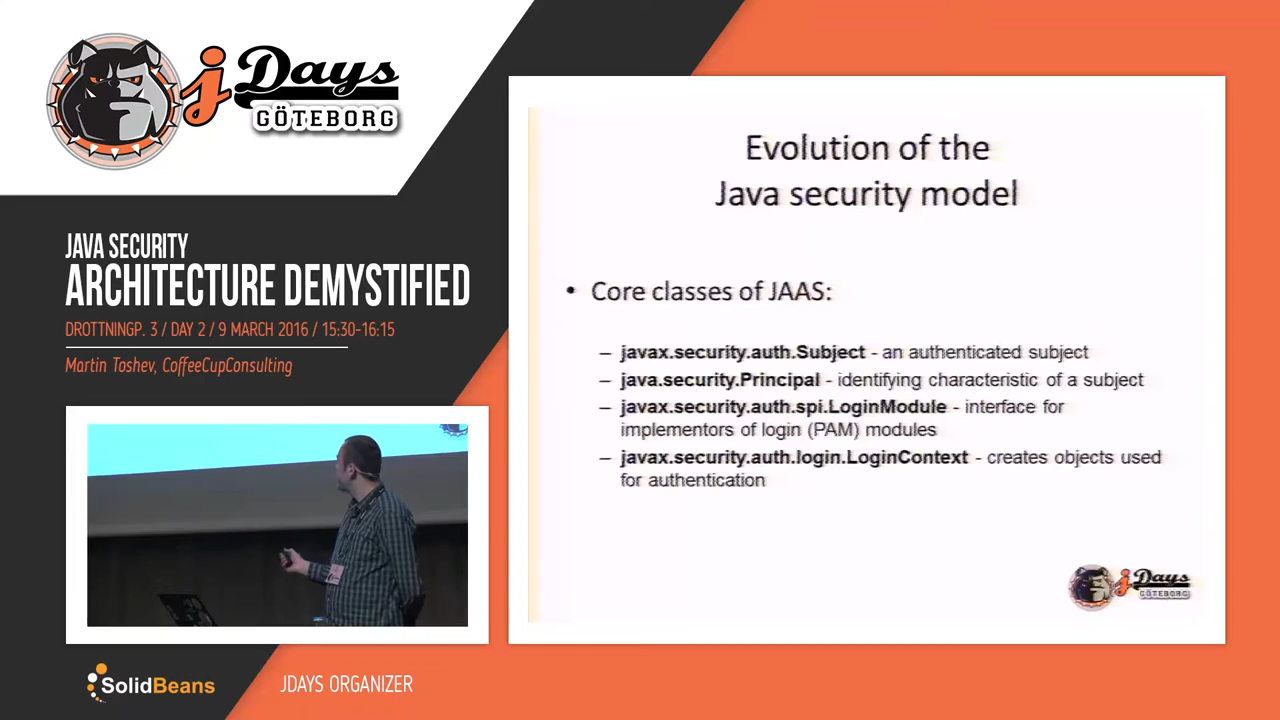 jDays
GÖTEBORG
JAVA SECURITY
ARCHITECTURE DEMYSTIFIED
DROTTNINGP. 3 / DAY 2 / 9 MARCH 2016 / 15:30-16:15
Martin Toshev, CoffeeCupConsulting
SolidBeans
JDAYS ORGANIZER
Evolution of the
Java security model
• Core classes of JAAS:
– javax.security.auth.Subject - an authenticated subject
– java.security.Principal - identifying characteristic of a subject
– javax.security.auth.spi.LoginModule - interface for
implementors of login (PAM) modules
– javax.security.auth.login.LoginContext - creates objects used
for authentication
jDays
GÖTEBORG